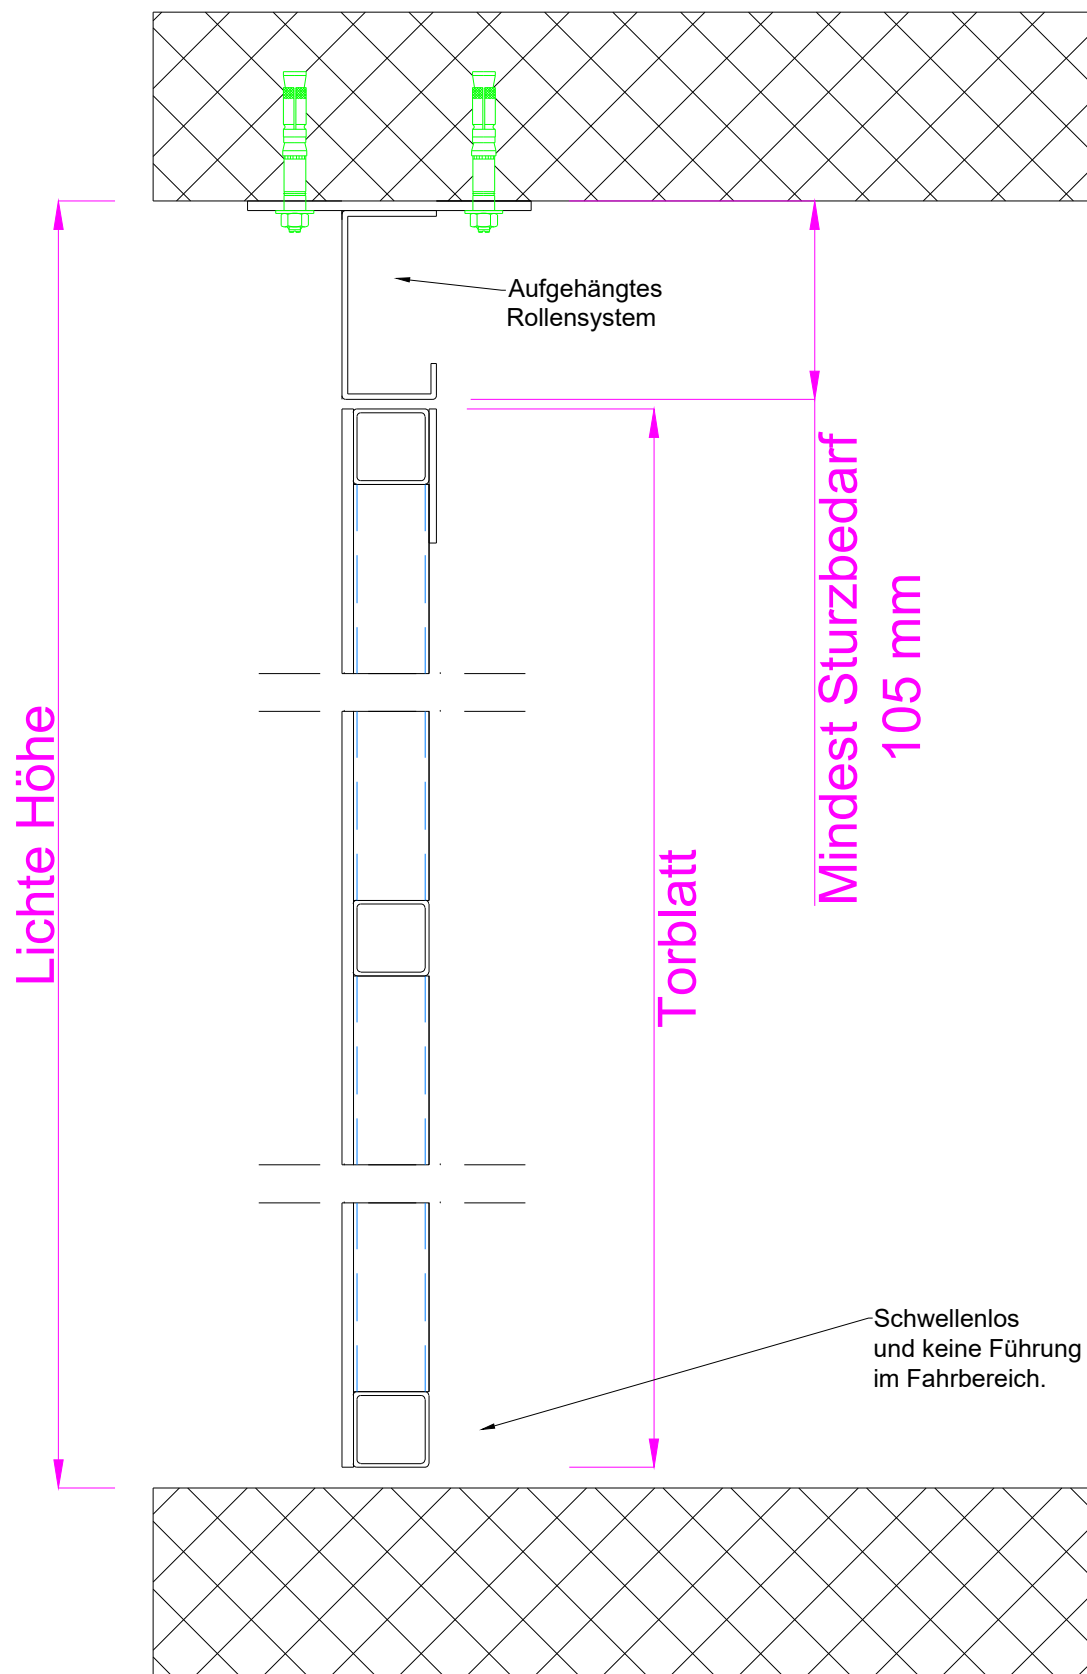 Aufgehängtes
Rollensystem
Mindest Sturzbedarf
105 mm
Lichte Höhe
Torblatt
Schwellenlos
und keine Führung
im Fahrbereich.